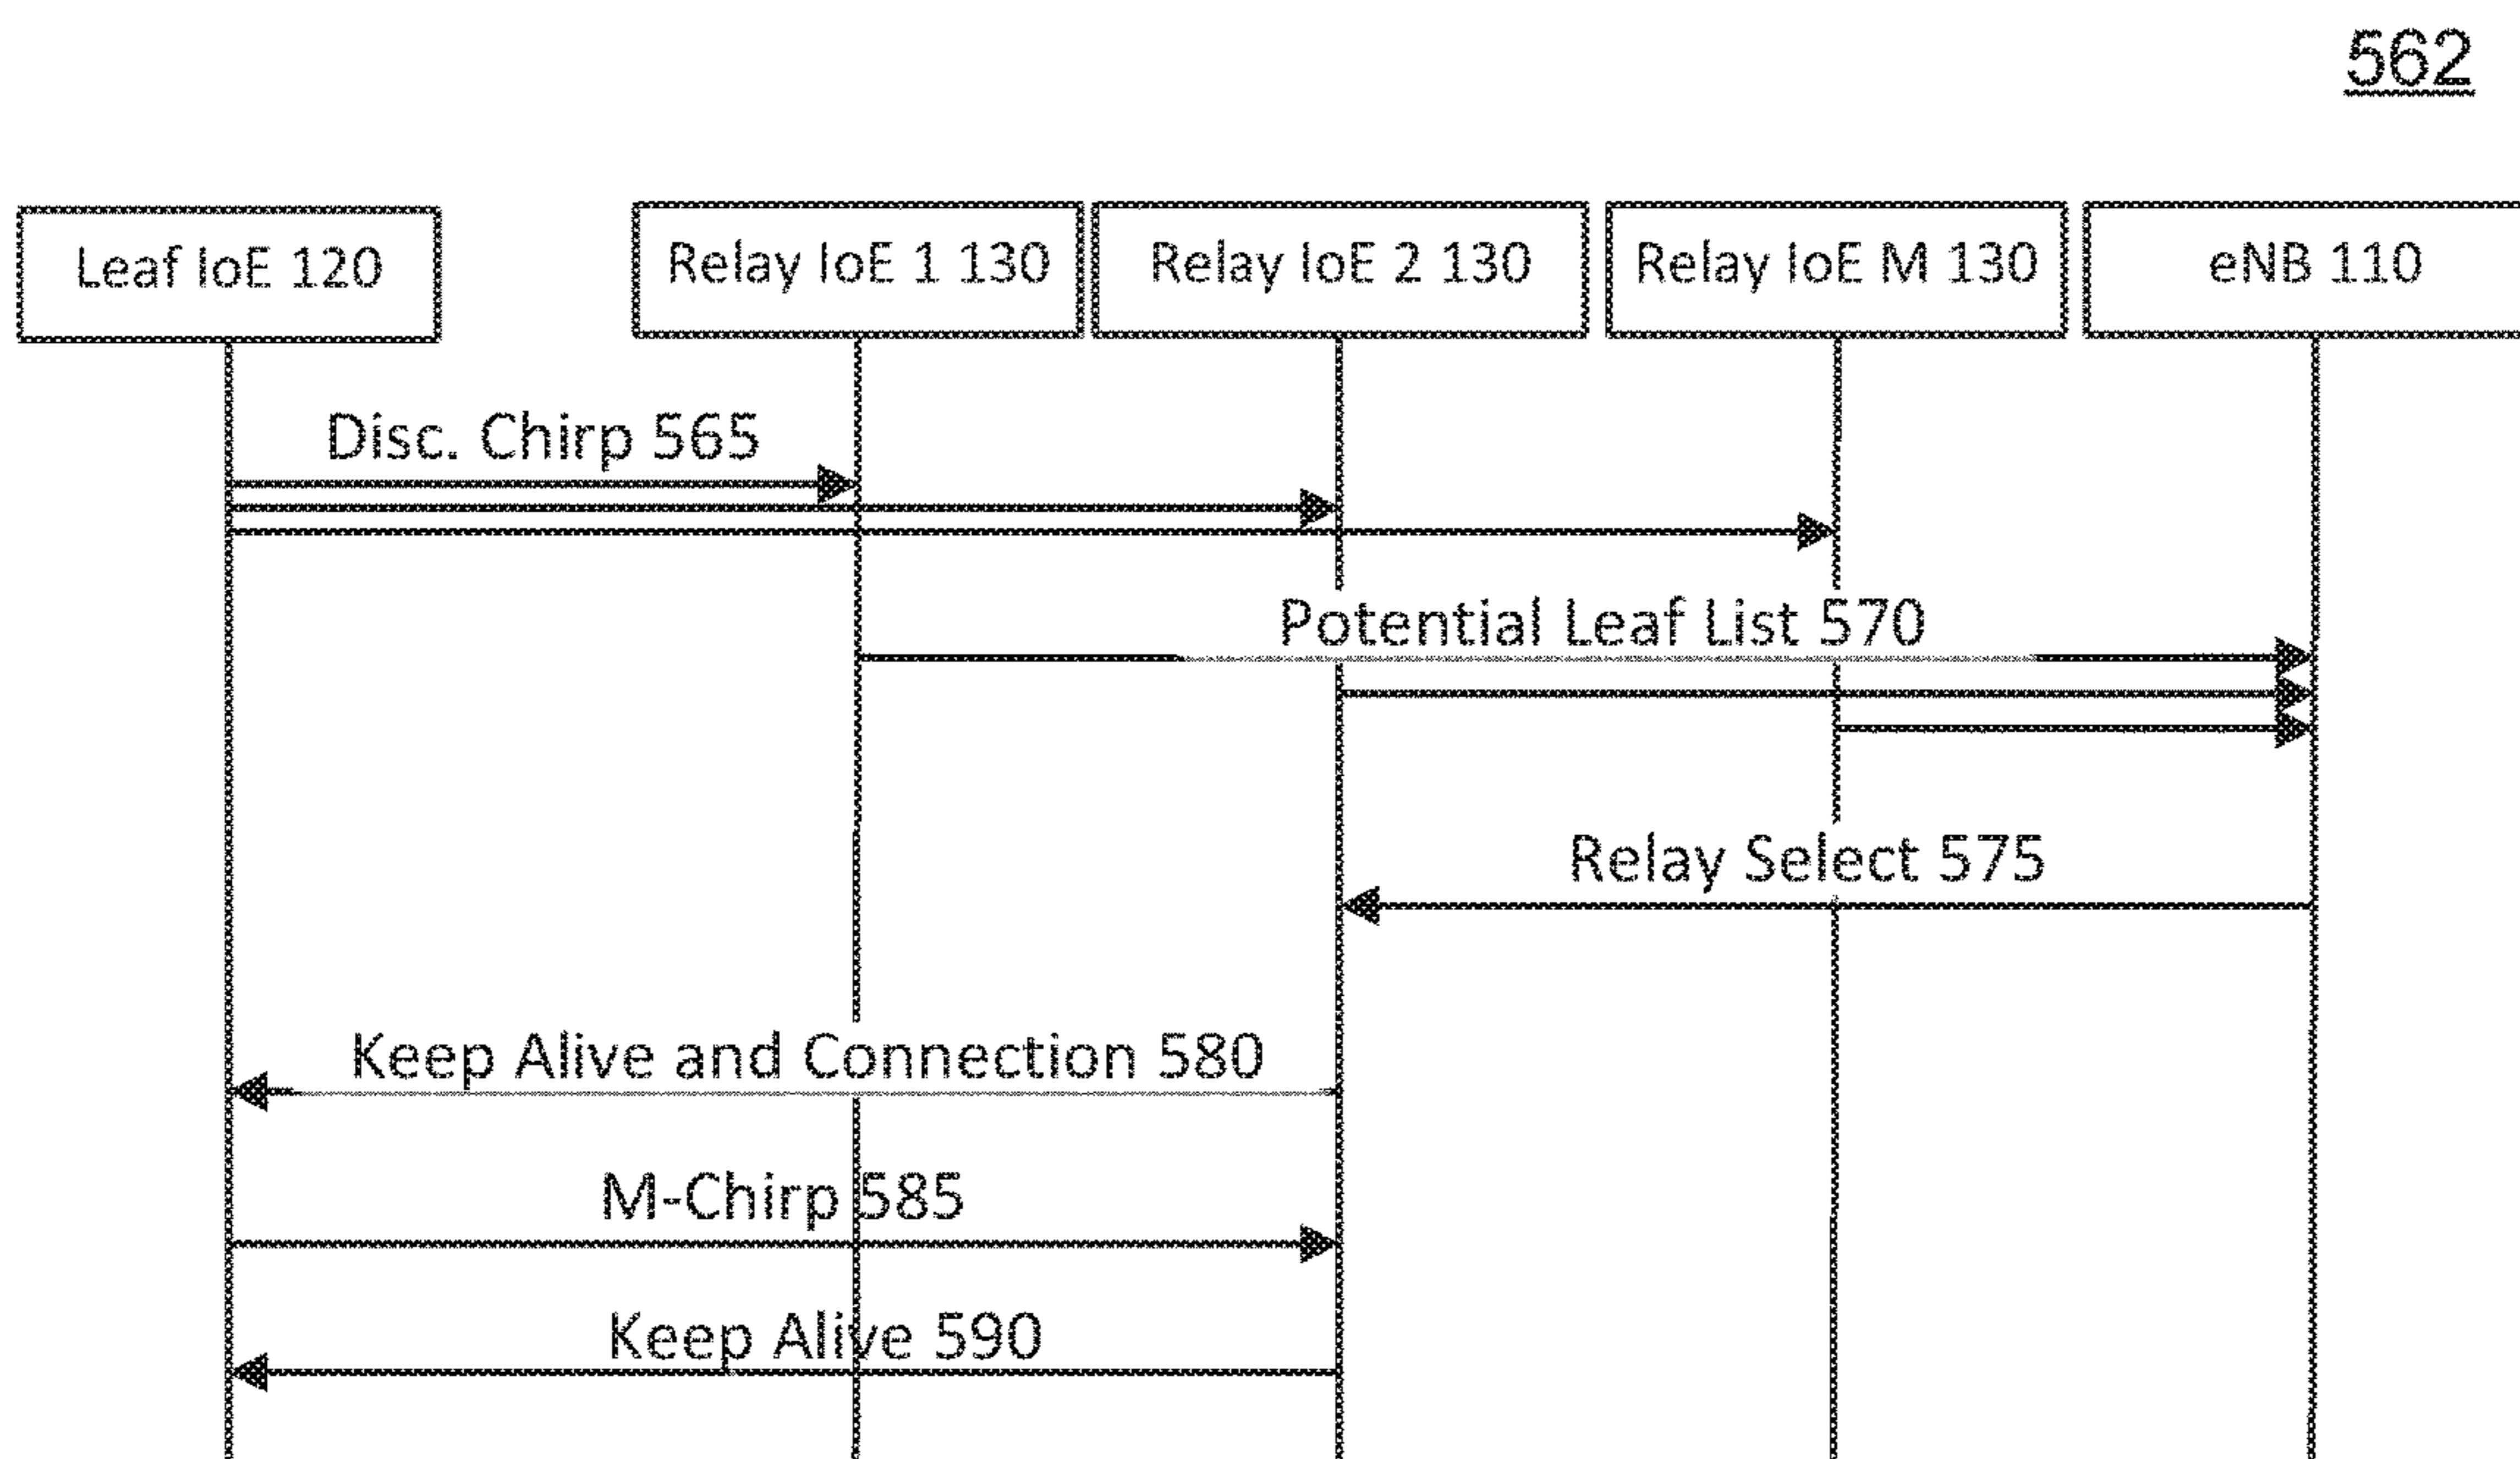 562
Leaf IoE 120
Relay IoE 1 130
Relay IoE 2 130
Relay IoE M 130
eNB 110
Disc. Chirp 565
Potential Leaf List 570
Relay Select 575
Keep Alive and Connection 580
M-Chirp 585
Keep Alive 590